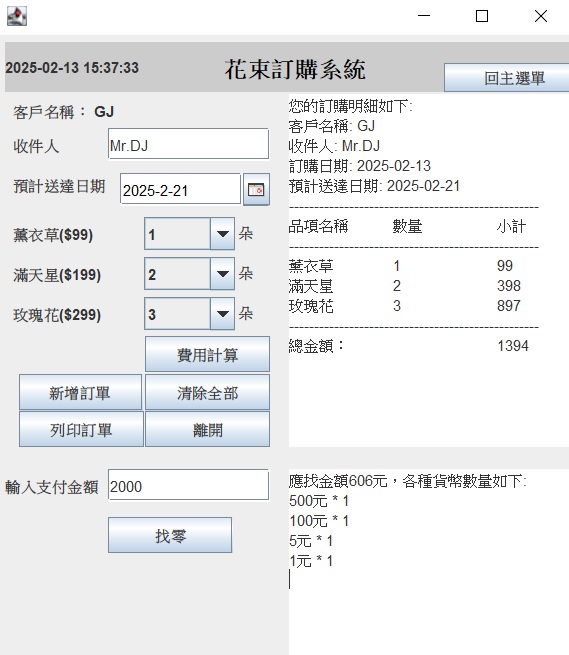 2025-02-13 15:37:33
花束訂購系統
回主選單
客戶名稱： GJ
收件人 Mr.DJ
預計送達日期 2025-2-21
薰衣草($99) 1 朵
滿天星($199) 2 朵
玫瑰花($299) 3 朵
費用計算
新增訂單 清除全部
列印訂單 離開
您的訂購明細如下:
客戶名稱: GJ
收件人: Mr.DJ
訂購日期: 2025-02-13
預計送達日期: 2025-02-21
--------------------------------------------------------------
品項名稱 數量 小計
--------------------------------------------------------------
薰衣草 1 99
滿天星 2 398
玫瑰花 3 897
--------------------------------------------------------------
總金額： 1394
輸入支付金額 2000
找零
應找金額606元，各種貨幣數量如下:
500元 * 1
100元 * 1
5元 * 1
1元 * 1